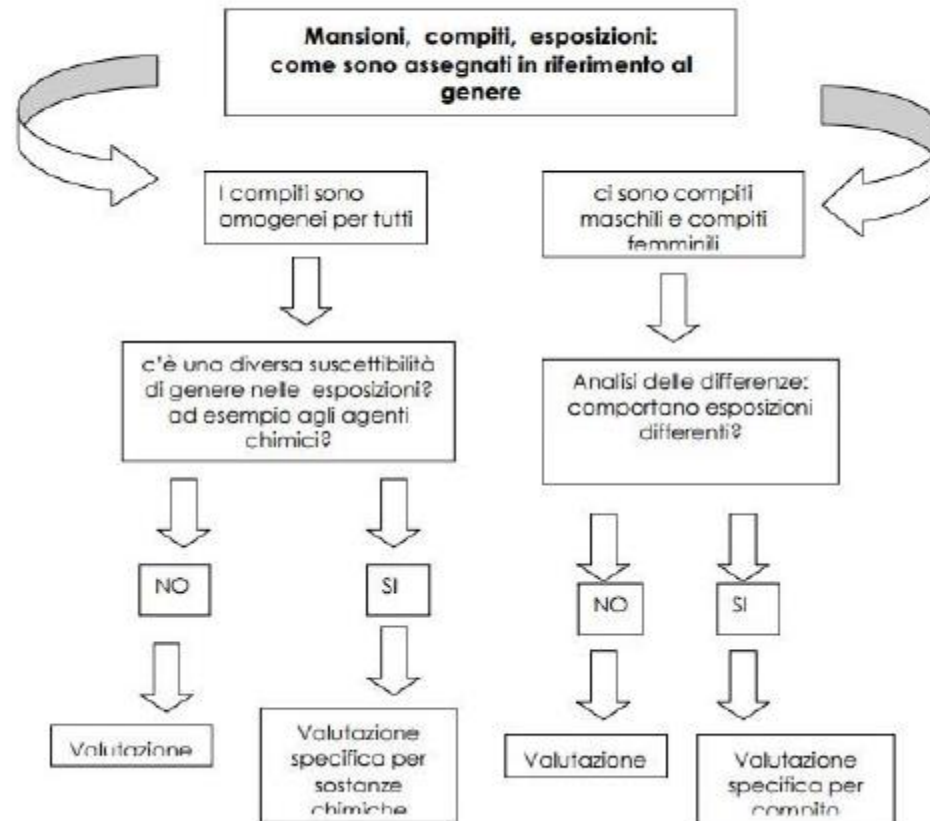 Mansioni, compiti, esposizioni:
come sono assegnati in riferimento al
genere
I compiti sono
omogenei per tutti
ci sono compiti
maschili e compiti
femminili
c'è una diversa suscettibilità
di genere nelle esposizioni?
ad esempio agli agenti
chimici?
Analisi delle differenze:
comportano esposizioni
differenti?
NO
SI
NO
SI
Valutazione
Valutazione
specifica per
sostanze
chimiche
Valutazione
Valutazione
specifica per
compito